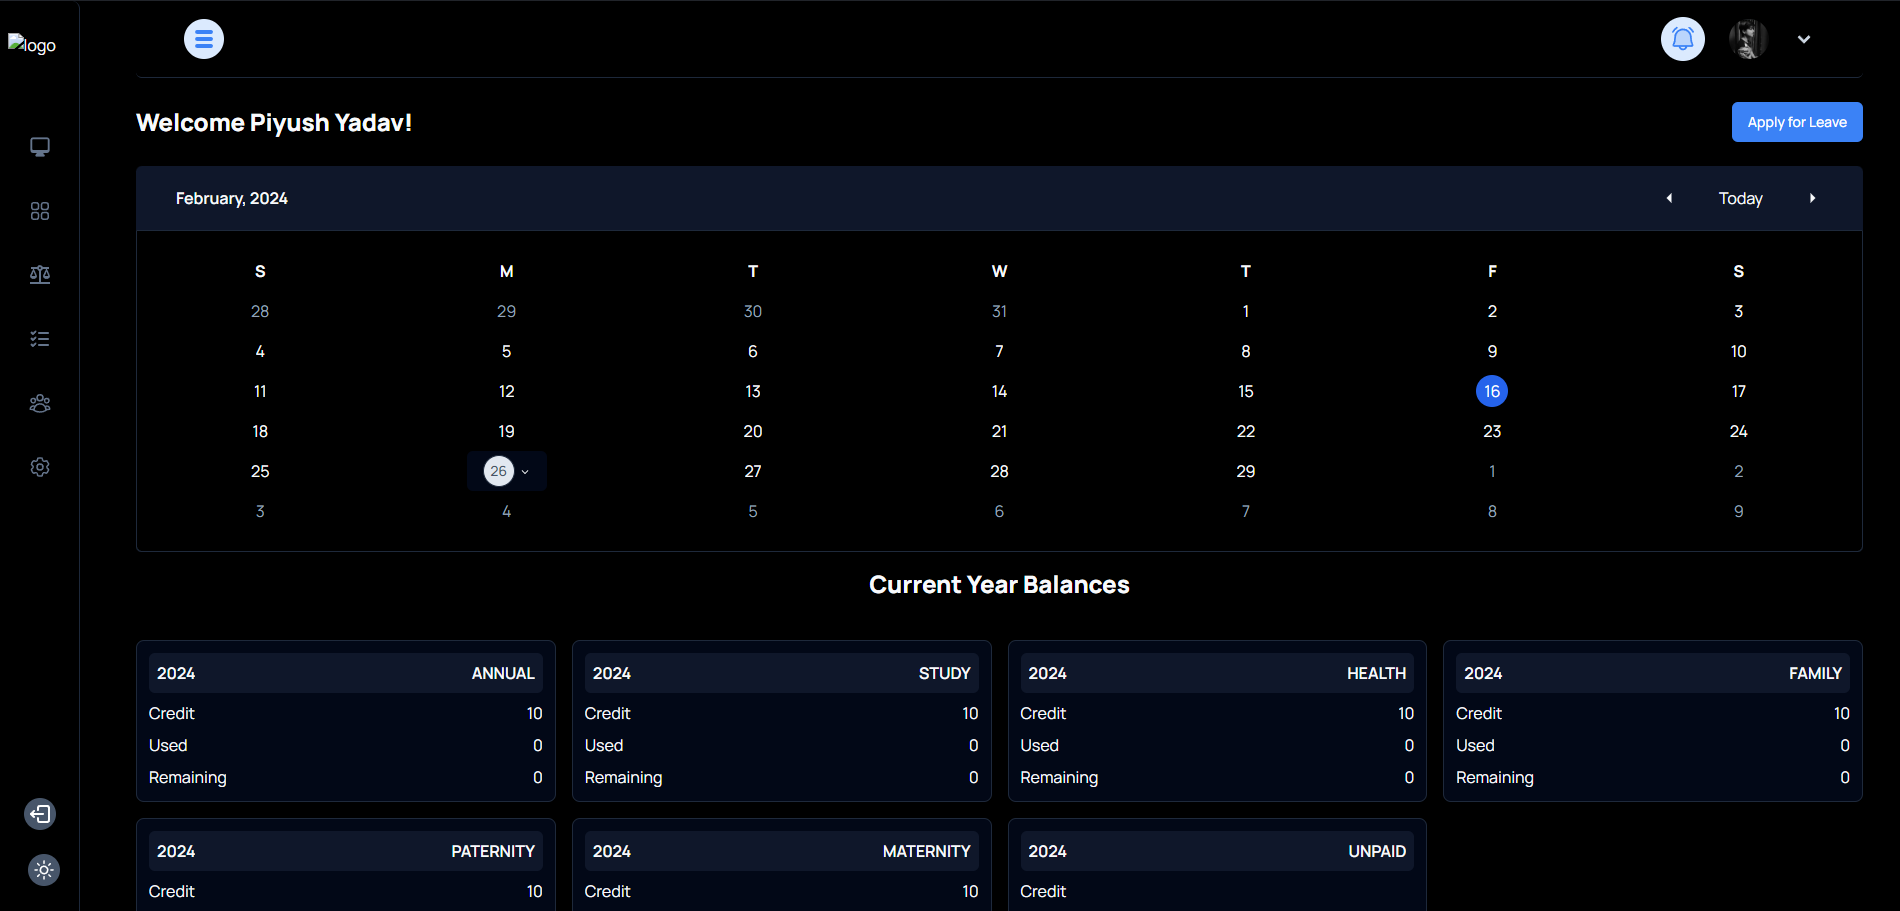 logo
Welcome Piyush Yadav!
Apply for Leave
February, 2024
Today
S M T W T F S
28 29 30 31 1 2 3
4 5 6 7 8 9 10
11 12 13 14 15 16 17
18 19 20 21 22 23 24
25 26 27 28 29 1 2
3 4 5 6 7 8 9
Current Year Balances
2024 ANNUAL
Credit 10
Used 0
Remaining 0
2024 STUDY
Credit 10
Used 0
Remaining 0
2024 HEALTH
Credit 10
Used 0
Remaining 0
2024 FAMILY
Credit 10
Used 0
Remaining 0
2024 PATERNITY
Credit 10
2024 MATERNITY
Credit 10
2024 UNPAID
Credit